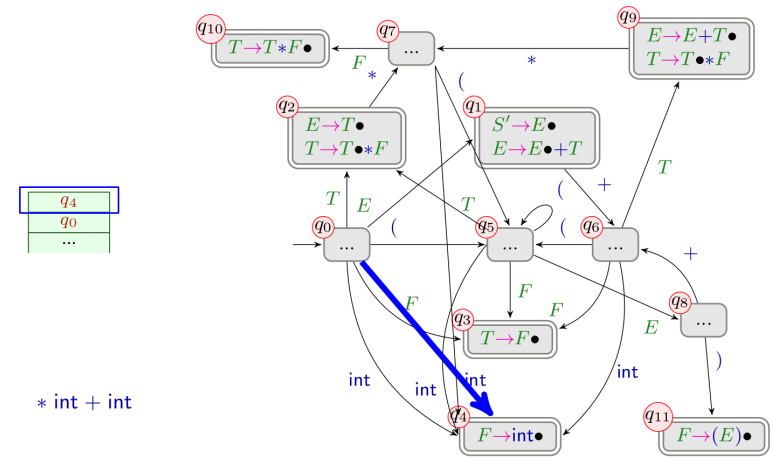 q10
T→T*F●
q7
...
q9
E→E+T●
T→T●*F
F
*
*
(
q2
E→T●
T→T●*F
q1
S′→E●
E→E●+T
T
E
T
(
+
T
q4
q0
...
q0
...
(
q5
...
(
q6
...
+
F
F
F
q3
T→F●
E
q8
...
int
int
int
int
)
* int + int
q4
F→int●
q11
F→(E)●